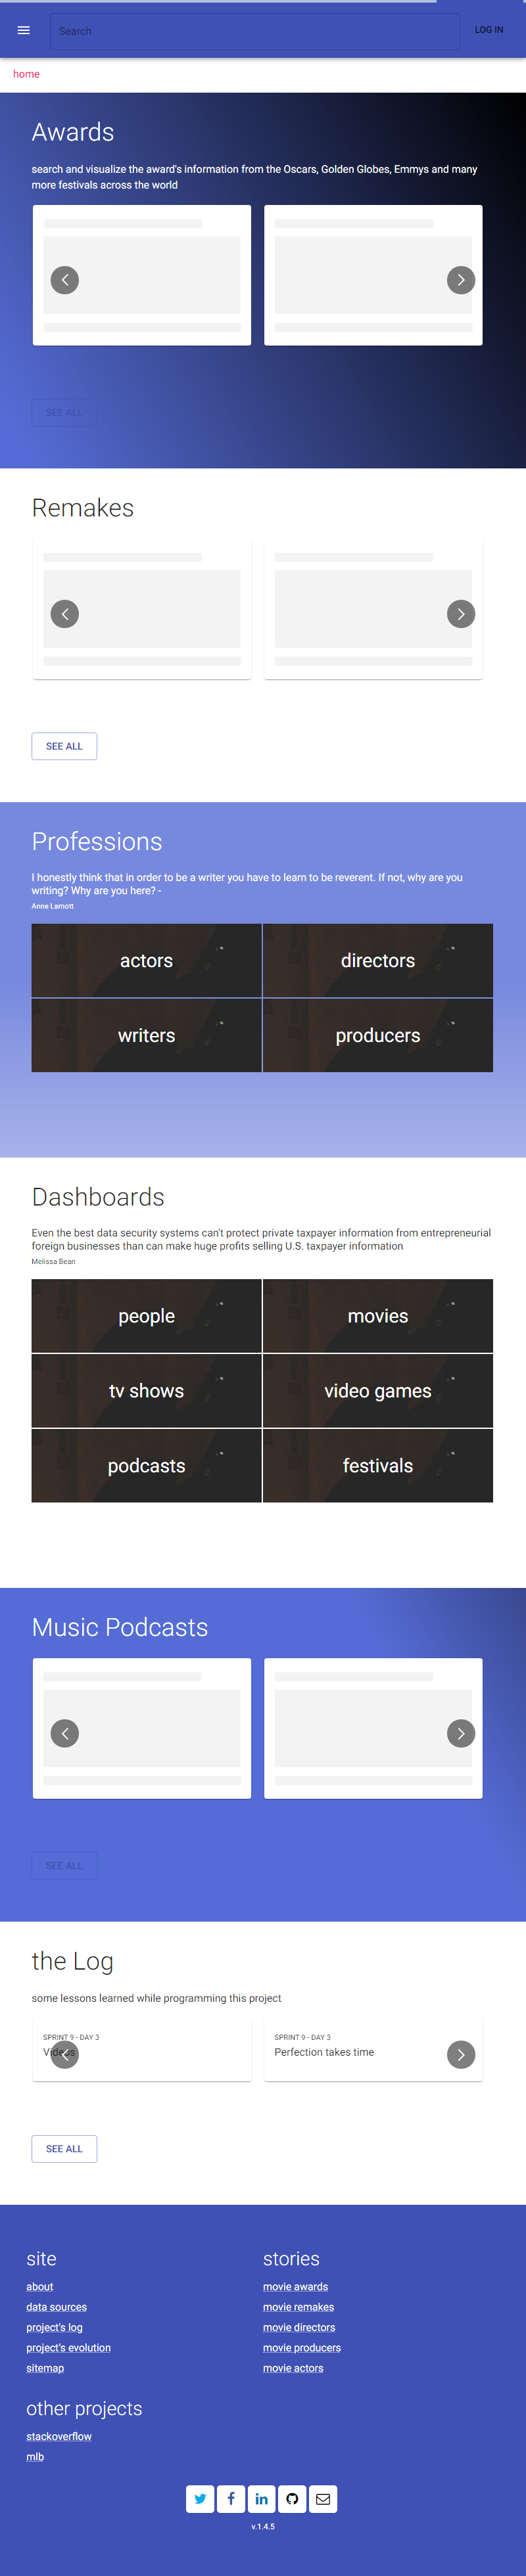 Search
LOG IN
home
Awards
search and visualize the award's information from the Oscars, Golden Globes, Emmys and many
more festivals across the world
SEE ALL
Remakes
SEE ALL
Professions
I honestly think that in order to be a writer you have to learn to be reverent. If not, why are you
writing? Why are you here? -
Anne Lamott
actors
directors
writers
producers
Dashboards
Even the best data security systems can't protect private taxpayer information from entrepreneurial
foreign businesses than can make huge profits selling U.S. taxpayer information
Melissa Bean
people
movies
tv shows
video games
podcasts
festivals
Music Podcasts
SEE ALL
the Log
some lessons learned while programming this project
SPRINT 9 - DAY 3
Videos
SPRINT 9 - DAY 3
Perfection takes time
SEE ALL
site
about
data sources
project's log
project's evolution
sitemap
stories
movie awards
movie remakes
movie directors
movie producers
movie actors
other projects
stackoverflow
mlb
v.1.4.5